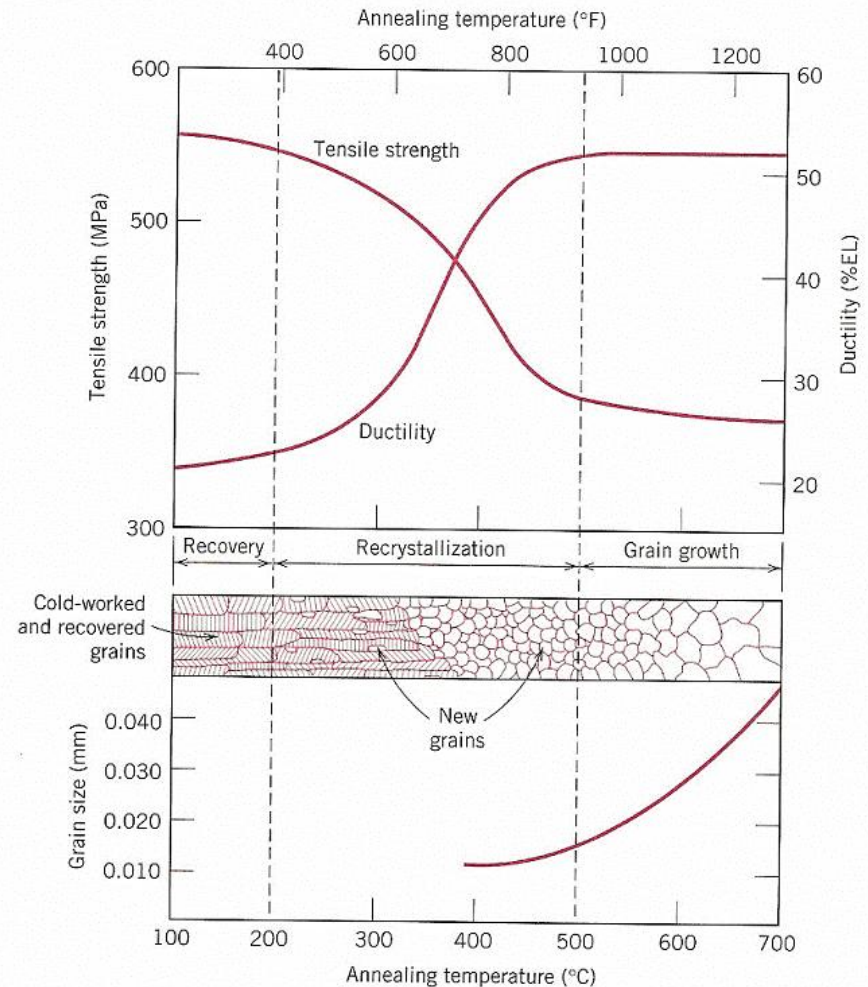 Annealing temperature (°F)
400 600 800 1000 1200
600
60
Tensile strength
50
500
Tensile strength (MPa)
40
Ductility (%EL)
400
30
Ductility
20
300
Recovery
Recrystallization
Grain growth
Cold-worked
and recovered
grains
New
grains
0.040
0.030
0.020
0.010
Grain size (mm)
100 200 300 400 500 600 700
Annealing temperature (°C)